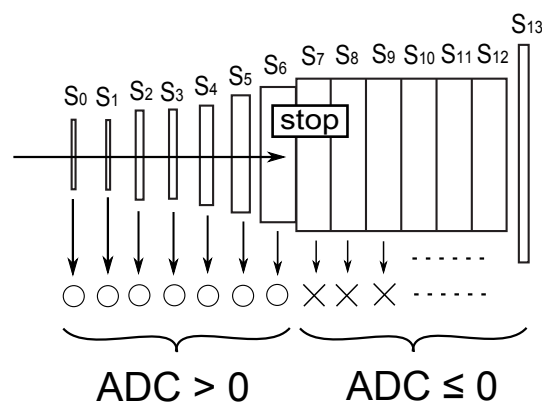 S0 S1 S2 S3 S4 S5 S6 S7 S8 S9 S10 S11 S12 S13
stop
ADC > 0 ADC ≤ 0